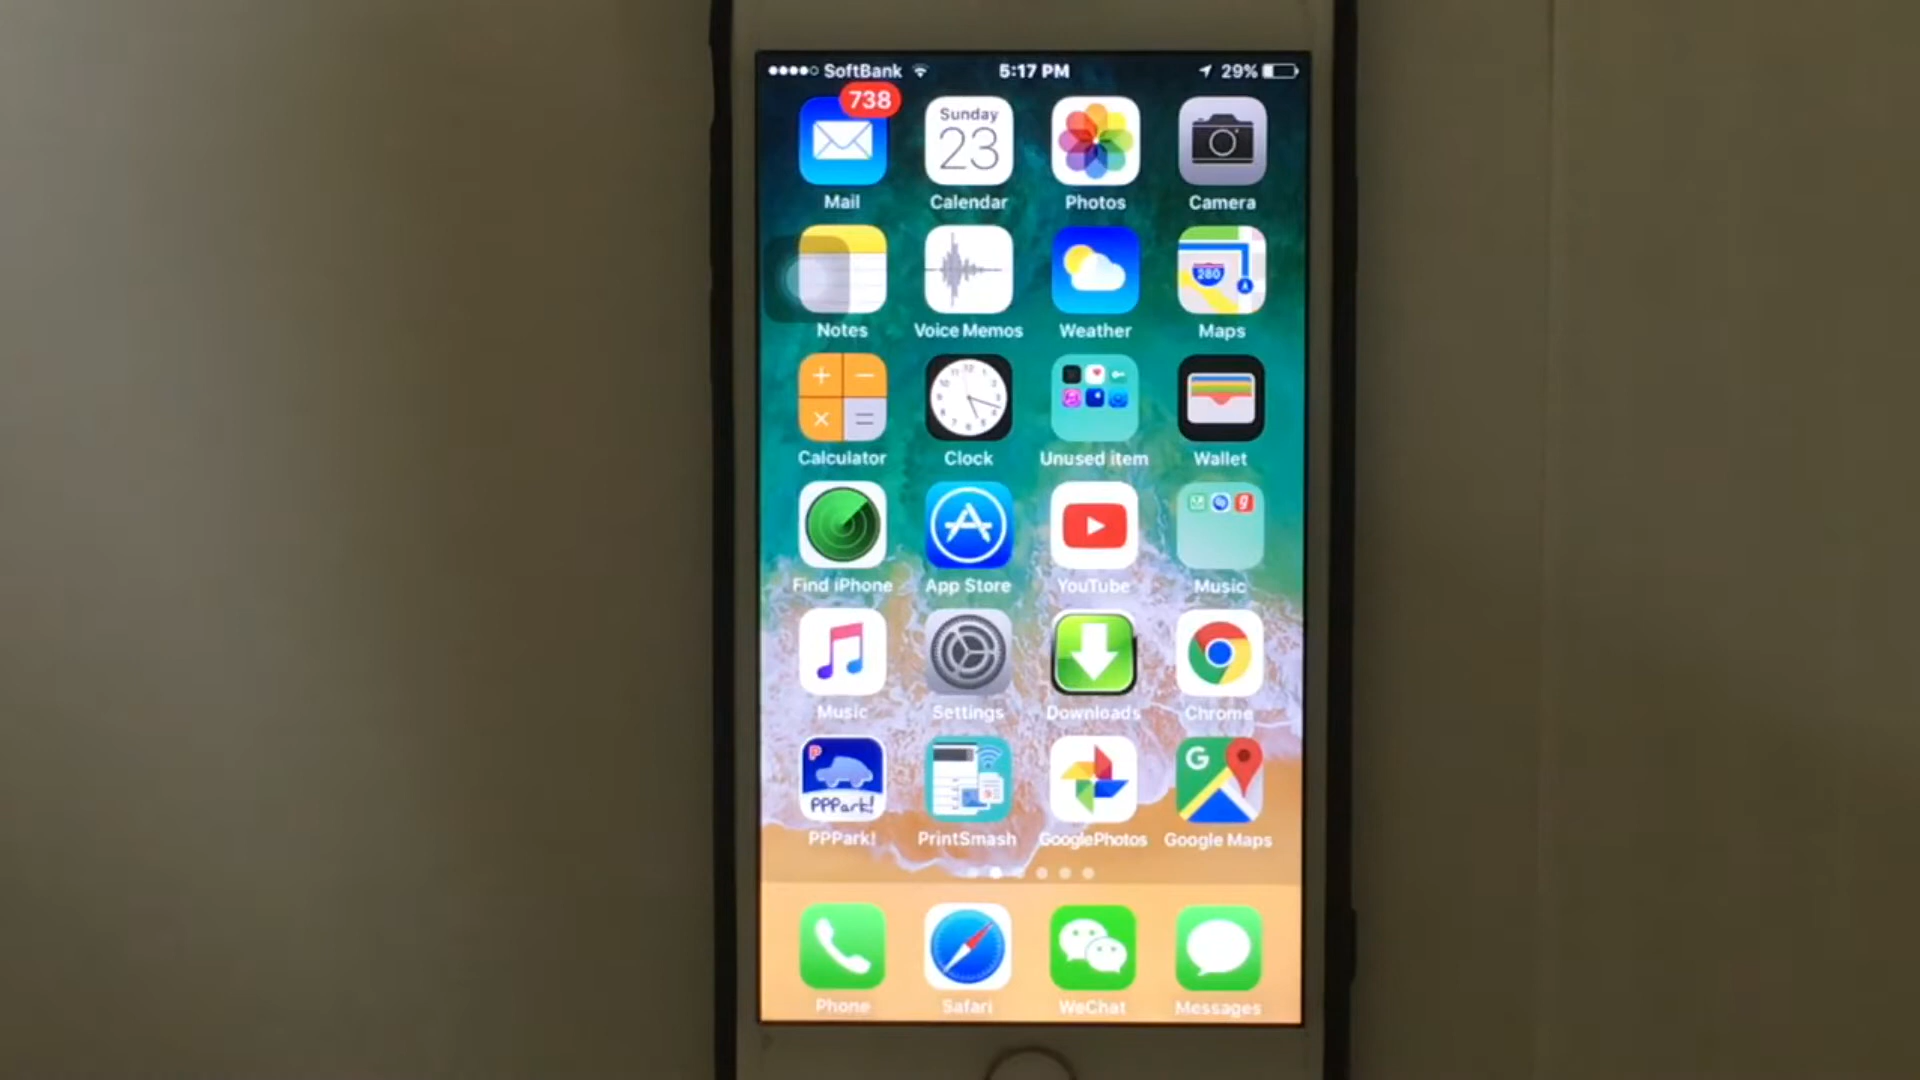 SoftBank 5:17 PM 29%
738
Sunday
23
Mail Calendar Photos Camera
280
Notes Voice Memos Weather Maps
Calculator Clock Unused item Wallet
Find iPhone App Store YouTube Music
Music Settings Downloads Chrome
P
PPPark!
G
PPPark! PrintSmash GooglePhotos Google Maps
Phone Safari WeChat Messages